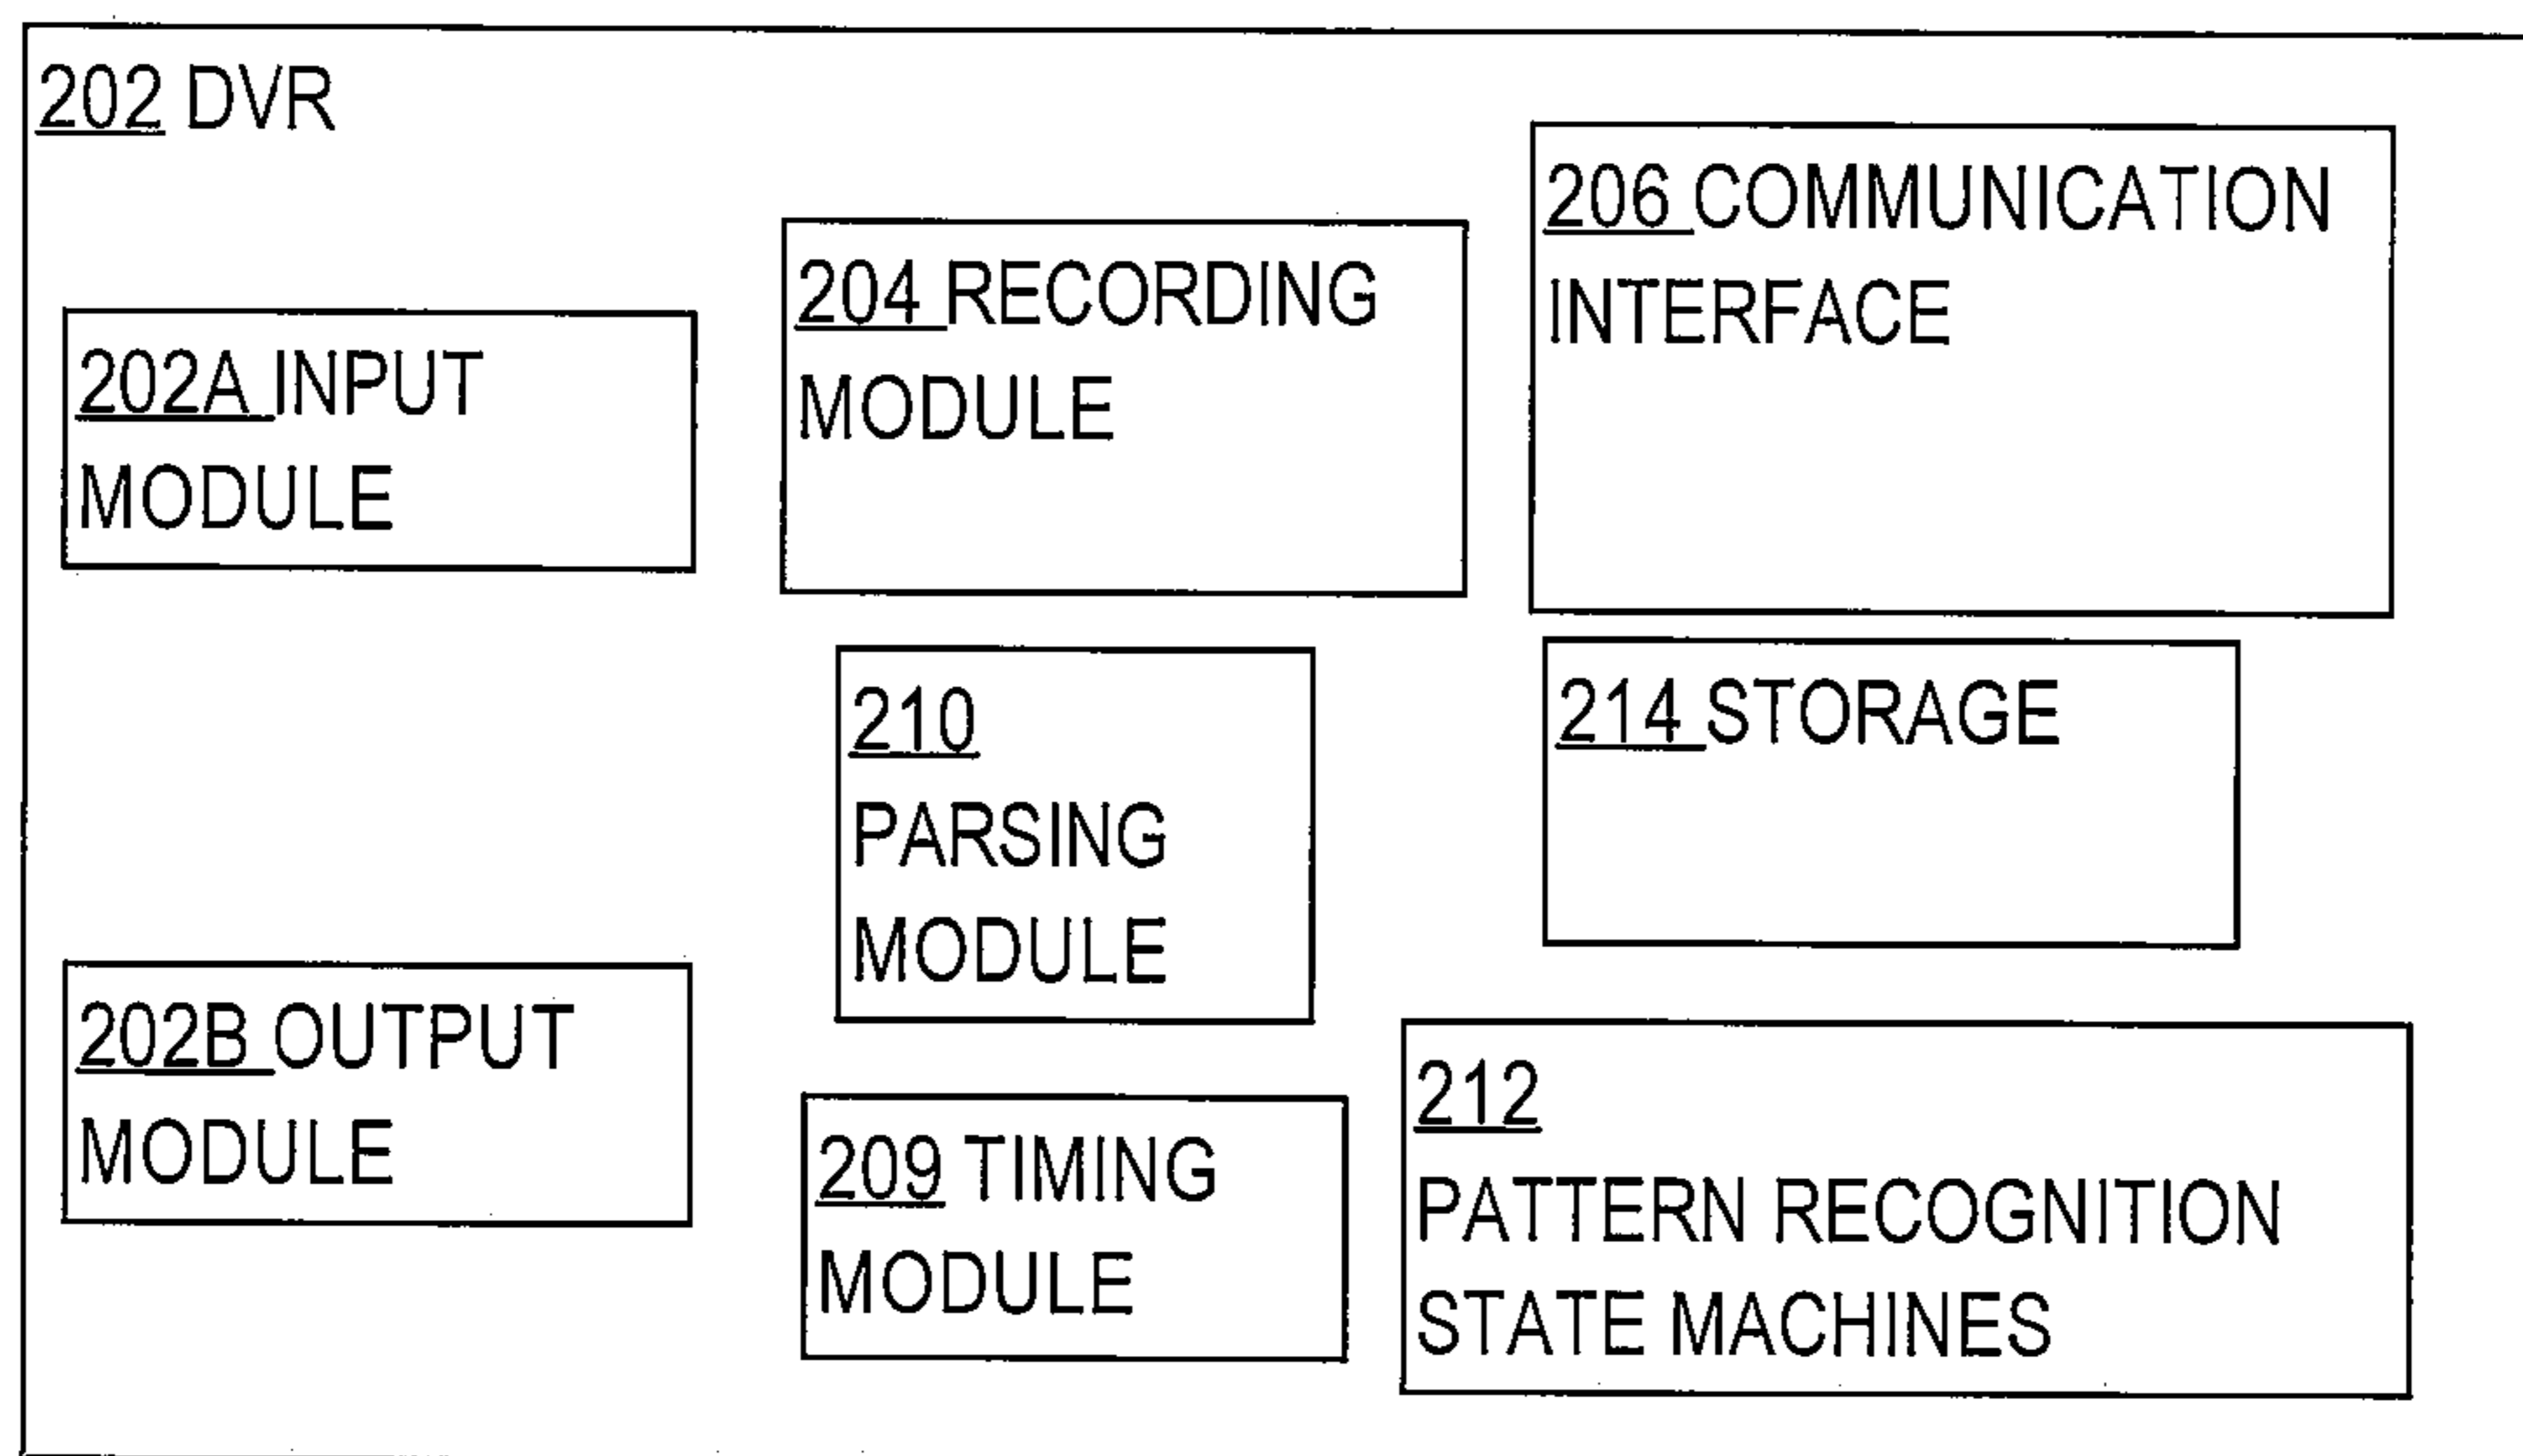 202 DVR
202A INPUT
MODULE
204 RECORDING
MODULE
206 COMMUNICATION
INTERFACE
210
PARSING
MODULE
214 STORAGE
202B OUTPUT
MODULE
209 TIMING
MODULE
212
PATTERN RECOGNITION
STATE MACHINES